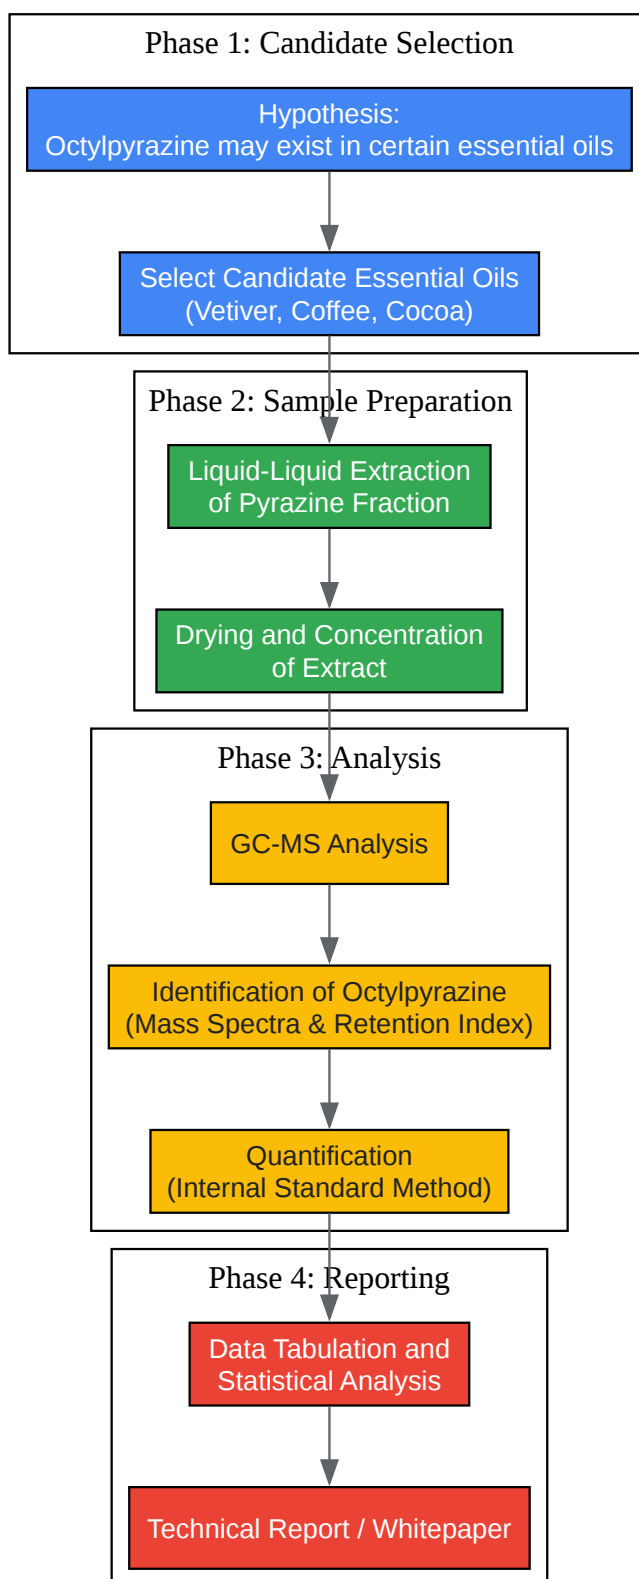 Phase 1: Candidate Selection
Hypothesis:
Octylpyrazine may exist in certain essential oils
Select Candidate Essential Oils
(Vetiver, Coffee, Cocoa)
Phase 2: Sample Preparation
Liquid-Liquid Extraction
of Pyrazine Fraction
Drying and Concentration
of Extract
Phase 3: Analysis
GC-MS Analysis
Identification of Octylpyrazine
(Mass Spectra & Retention Index)
Quantification
(Internal Standard Method)
Phase 4: Reporting
Data Tabulation and
Statistical Analysis
Technical Report / Whitepaper